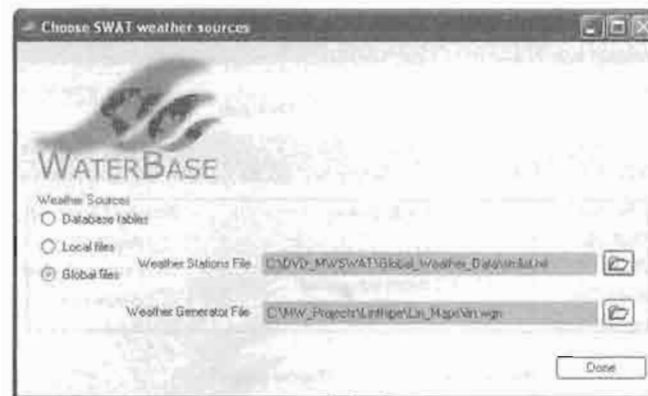 Choose SWAT weather sources
WATERBASE
Weather Sources
Database tables
Local files
Global files
Weather Stations File
C:\DVD_MWSWAT\Global_Weather_Data\stnlist.txt
Weather Generator File
C:\MW_Projects\Linthipe\Lin_Maps\lin.wgn
Done